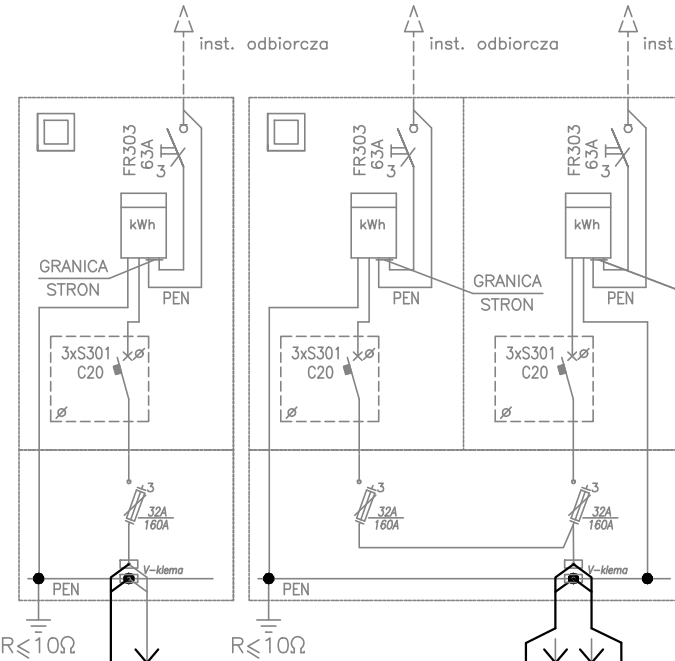 inst. odbiorcza
inst. odbiorcza
inst.
FR303
63A
3
FR303
63A
3
FR303
63A
3
kWh
kWh
kWh
GRANICA
STRON
PEN
PEN
GRANICA
STRON
PEN
3xS301
C20
3xS301
C20
3xS301
C20
3
32A
160A
3
32A
160A
3
32A
160A
V-klema
V-klema
PEN
PEN
R⩽10Ω
R⩽10Ω